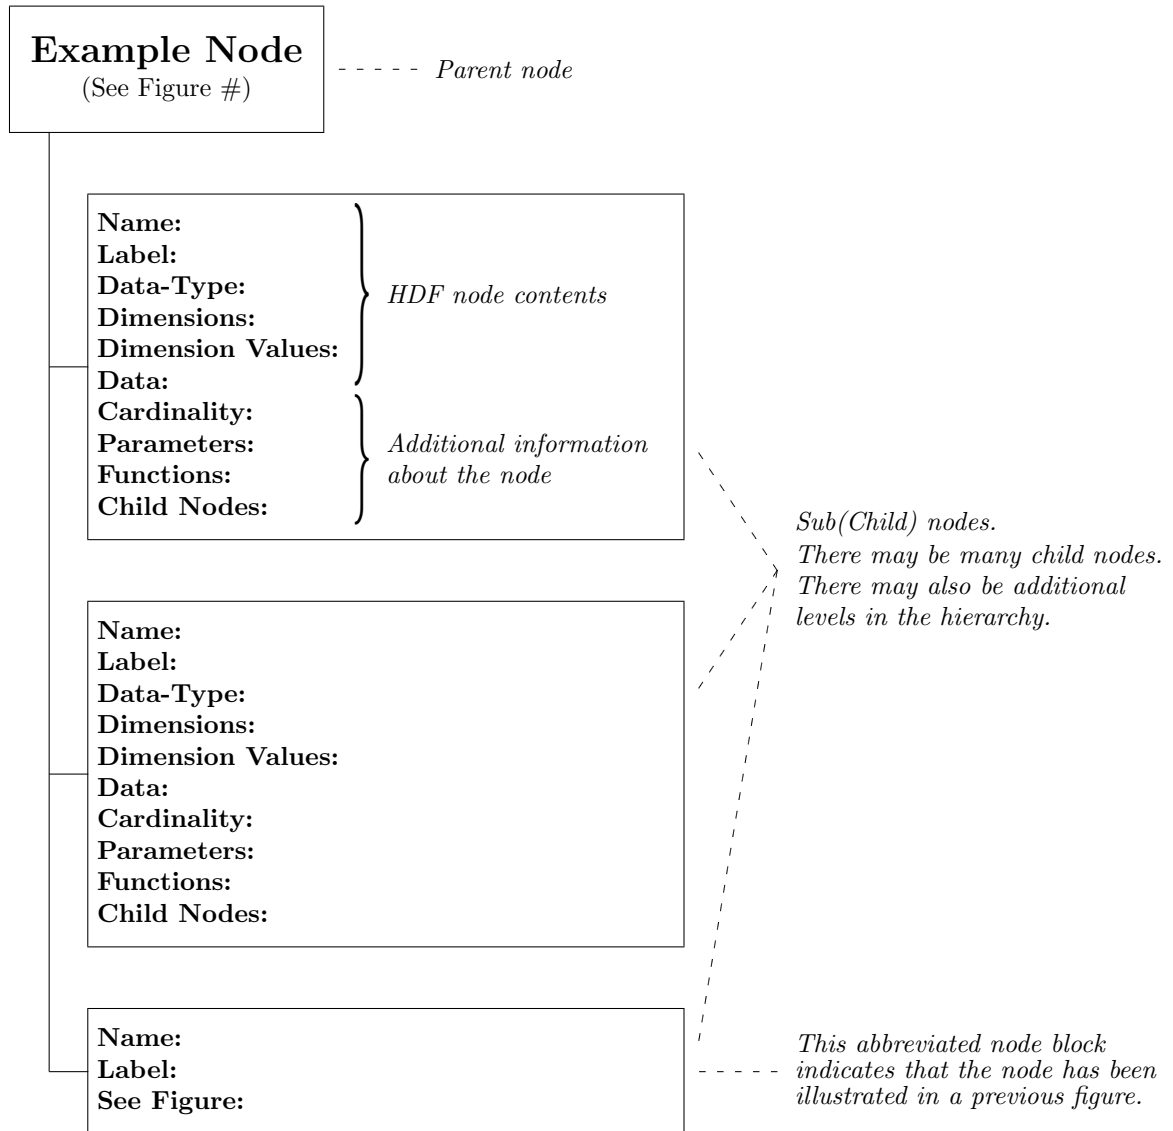 Example Node
(See Figure #)
Parent node
Name:
Label:
Data-Type:
Dimensions:
Dimension Values:
Data:
HDF node contents
Cardinality:
Parameters:
Functions:
Child Nodes:
Additional information
about the node
Sub(Child) nodes.
There may be many child nodes.
There may also be additional
levels in the hierarchy.
Name:
Label:
Data-Type:
Dimensions:
Dimension Values:
Data:
Cardinality:
Parameters:
Functions:
Child Nodes:
Name:
Label:
See Figure:
This abbreviated node block
indicates that the node has been
illustrated in a previous figure.